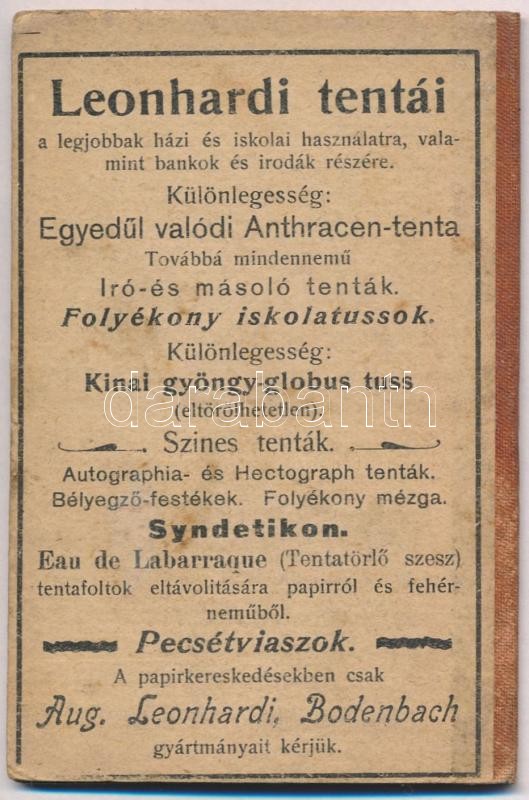 Leonhardi tentái
a legjobbak házi és iskolai használatra, vala-
mint bankok és irodák részére.
Különlegesség:
Egyedűl valódi Anthracen-tenta
Továbbá mindennemű
Iró-és másoló tenták.
Folyékony iskolatussok.
Különlegesség:
Kinai gyöngy-globus tuss
darabanth
(eltörölhetetlen).
Szines tenták.
Autographia- és Hectograph tenták.
Bélyegző-festékek. Folyékony mézga.
Syndetikon.
Eau de Labarraque (Tentatörlő szesz)
tentafoltok eltávolitására papirról és fehér-
neműből.
Pecsétviaszok.
A papirkereskedésekben csak
Aug. Leonhardi, Bodenbach
gyártmányait kérjük.